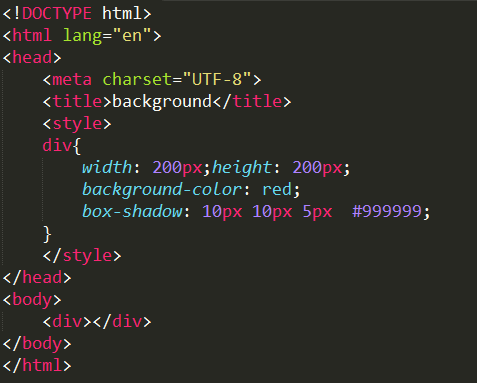 <!DOCTYPE html>
<html lang="en">
<head>
    <meta charset="UTF-8">
    <title>background</title>
    <style>
    div{
        width: 200px;height: 200px;
        background-color: red;
        box-shadow: 10px 10px 5px  #999999;
    }
    </style>
</head>
<body>
    <div></div>
</body>
</html>